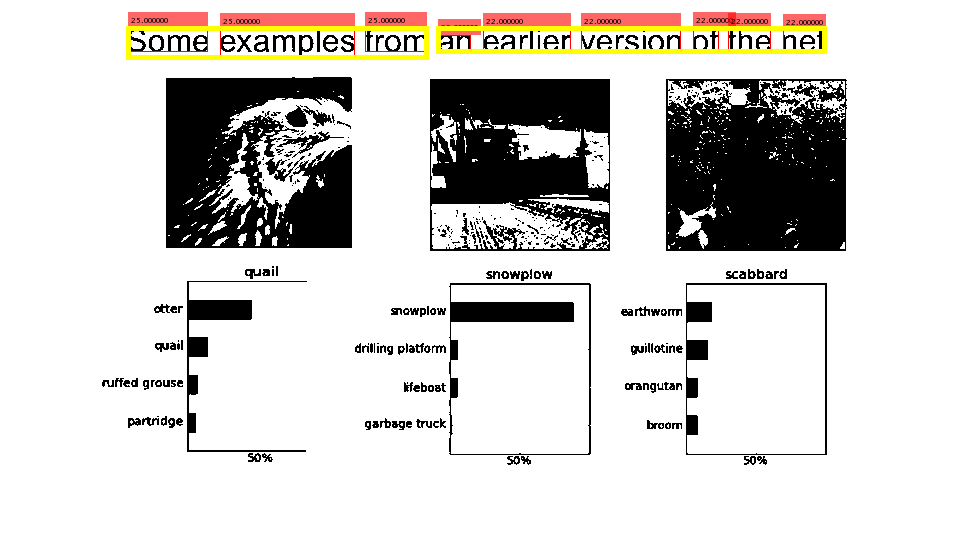 25.000000 25.000000 25.000000 22.000000 22.000000 22.000000 22.000000 22.000000
Some examples from an earlier version of the net
quail snowplow scabbard
otter snowplow earthworm
quail drilling platform guillotine
ruffed grouse lifeboat orangutan
partridge garbage truck broom
50% 50% 50%